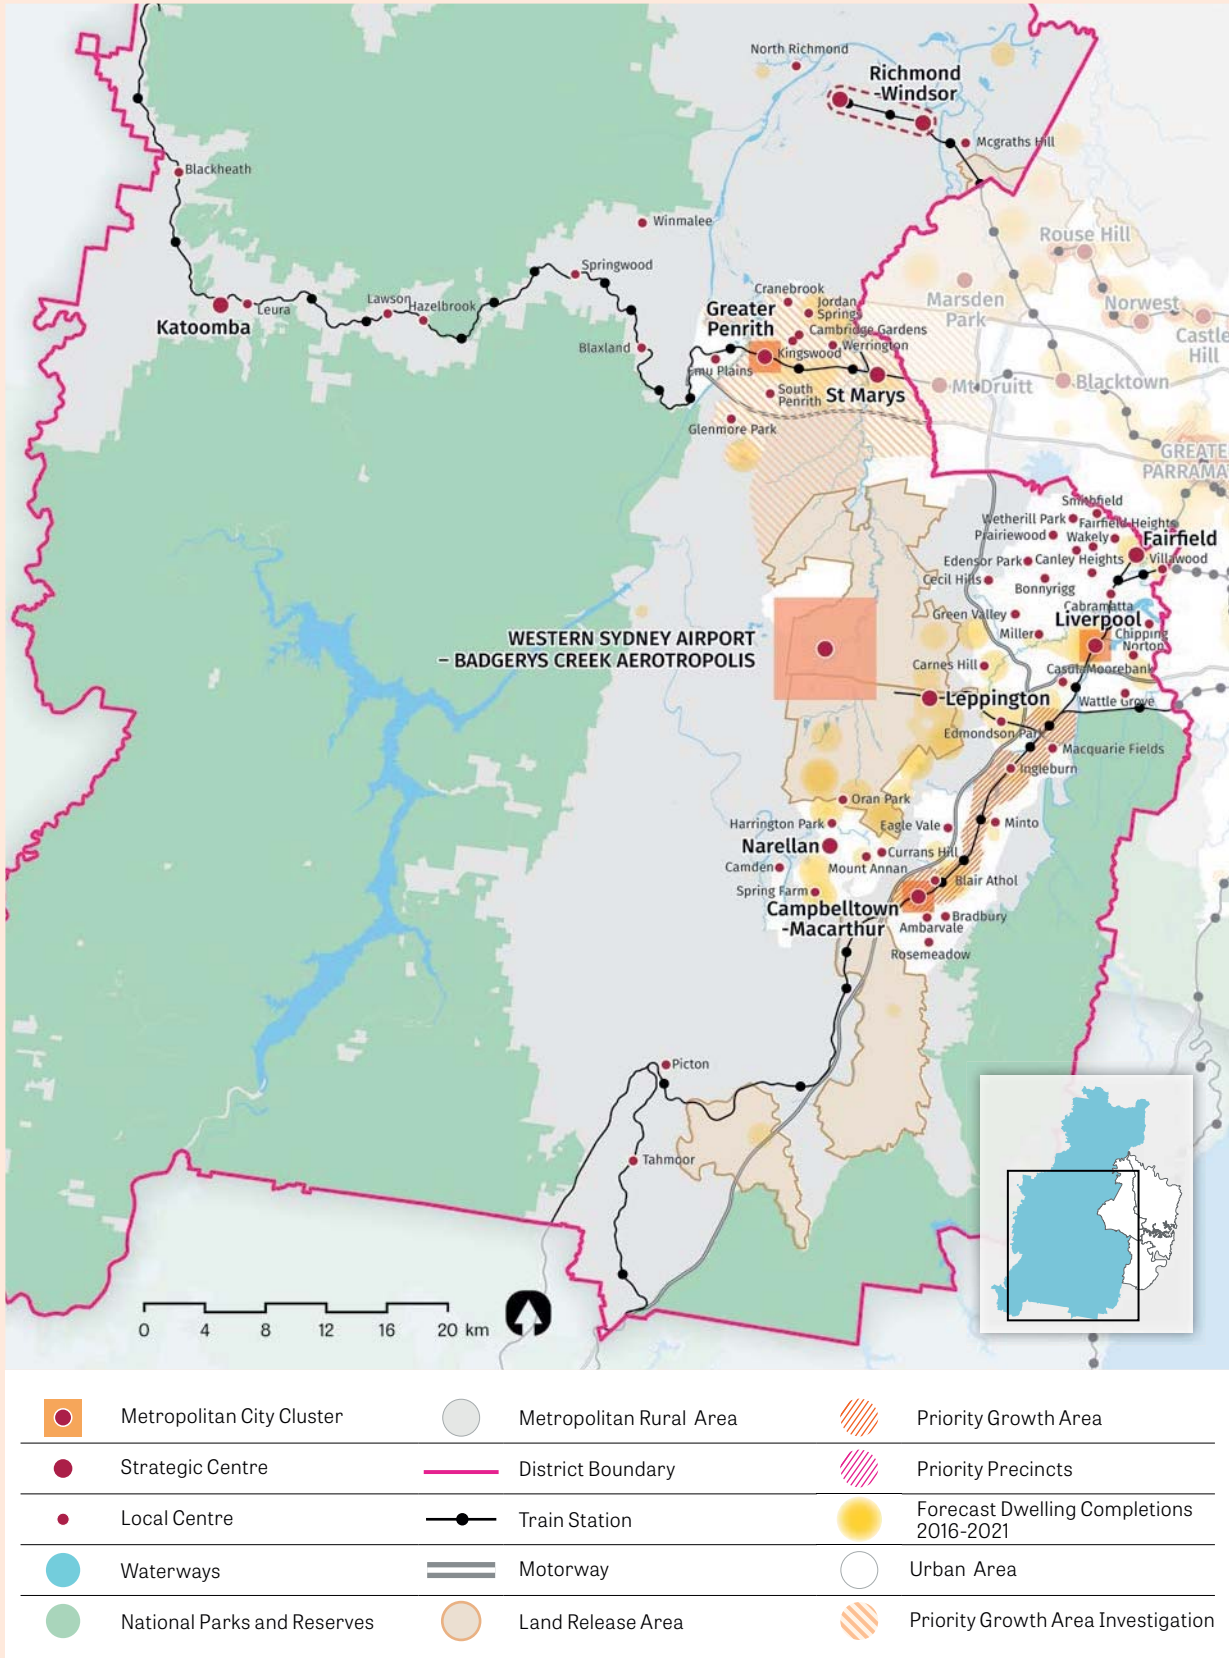 North Richmond
Richmond
-Windsor
Mcgraths Hill
Blackheath
Winmalee
Rouse Hill
Springwood
Cranebrook
Jordan
Springs
Marsden
Park
Norwest
Lawson
Hazelbrook
Leura
Katoomba
Greater
Penrith
Cambridge Gardens
Castle
Hill
Blaxland
Kingswood
Werrington
Emu Plains
South
Penrith
St Marys
Mt Druitt
Blacktown
Glenmore Park
GREATE
PARRAMA
Smithfield
Wetherill Park
Fairfield Heights
Prairiewood
Wakely
Fairfield
Edensor Park
Canley Heights
Villawood
Cecil Hills
Bonnyrigg
Cabramatta
Green Valley
Liverpool
Miller
Chipping
Norton
WESTERN SYDNEY AIRPORT
– BADGERYS CREEK AEROTROPOLIS
Carnes Hill
Casula
Moorebank
Leppington
Wattle Grove
Edmondson Park
Macquarie Fields
Ingleburn
Oran Park
Harrington Park
Eagle Vale
Minto
Narellan
Currans Hill
Camden
Mount Annan
Blair Athol
Spring Farm
Campbelltown
-Macarthur
Bradbury
Ambarvale
Rosemeadow
Picton
Tahmoor
0 4 8 12 16 20 km
Metropolitan City Cluster
Metropolitan Rural Area
Priority Growth Area
Strategic Centre
District Boundary
Priority Precincts
Local Centre
Train Station
Forecast Dwelling Completions
2016-2021
Waterways
Motorway
Urban Area
National Parks and Reserves
Land Release Area
Priority Growth Area Investigation